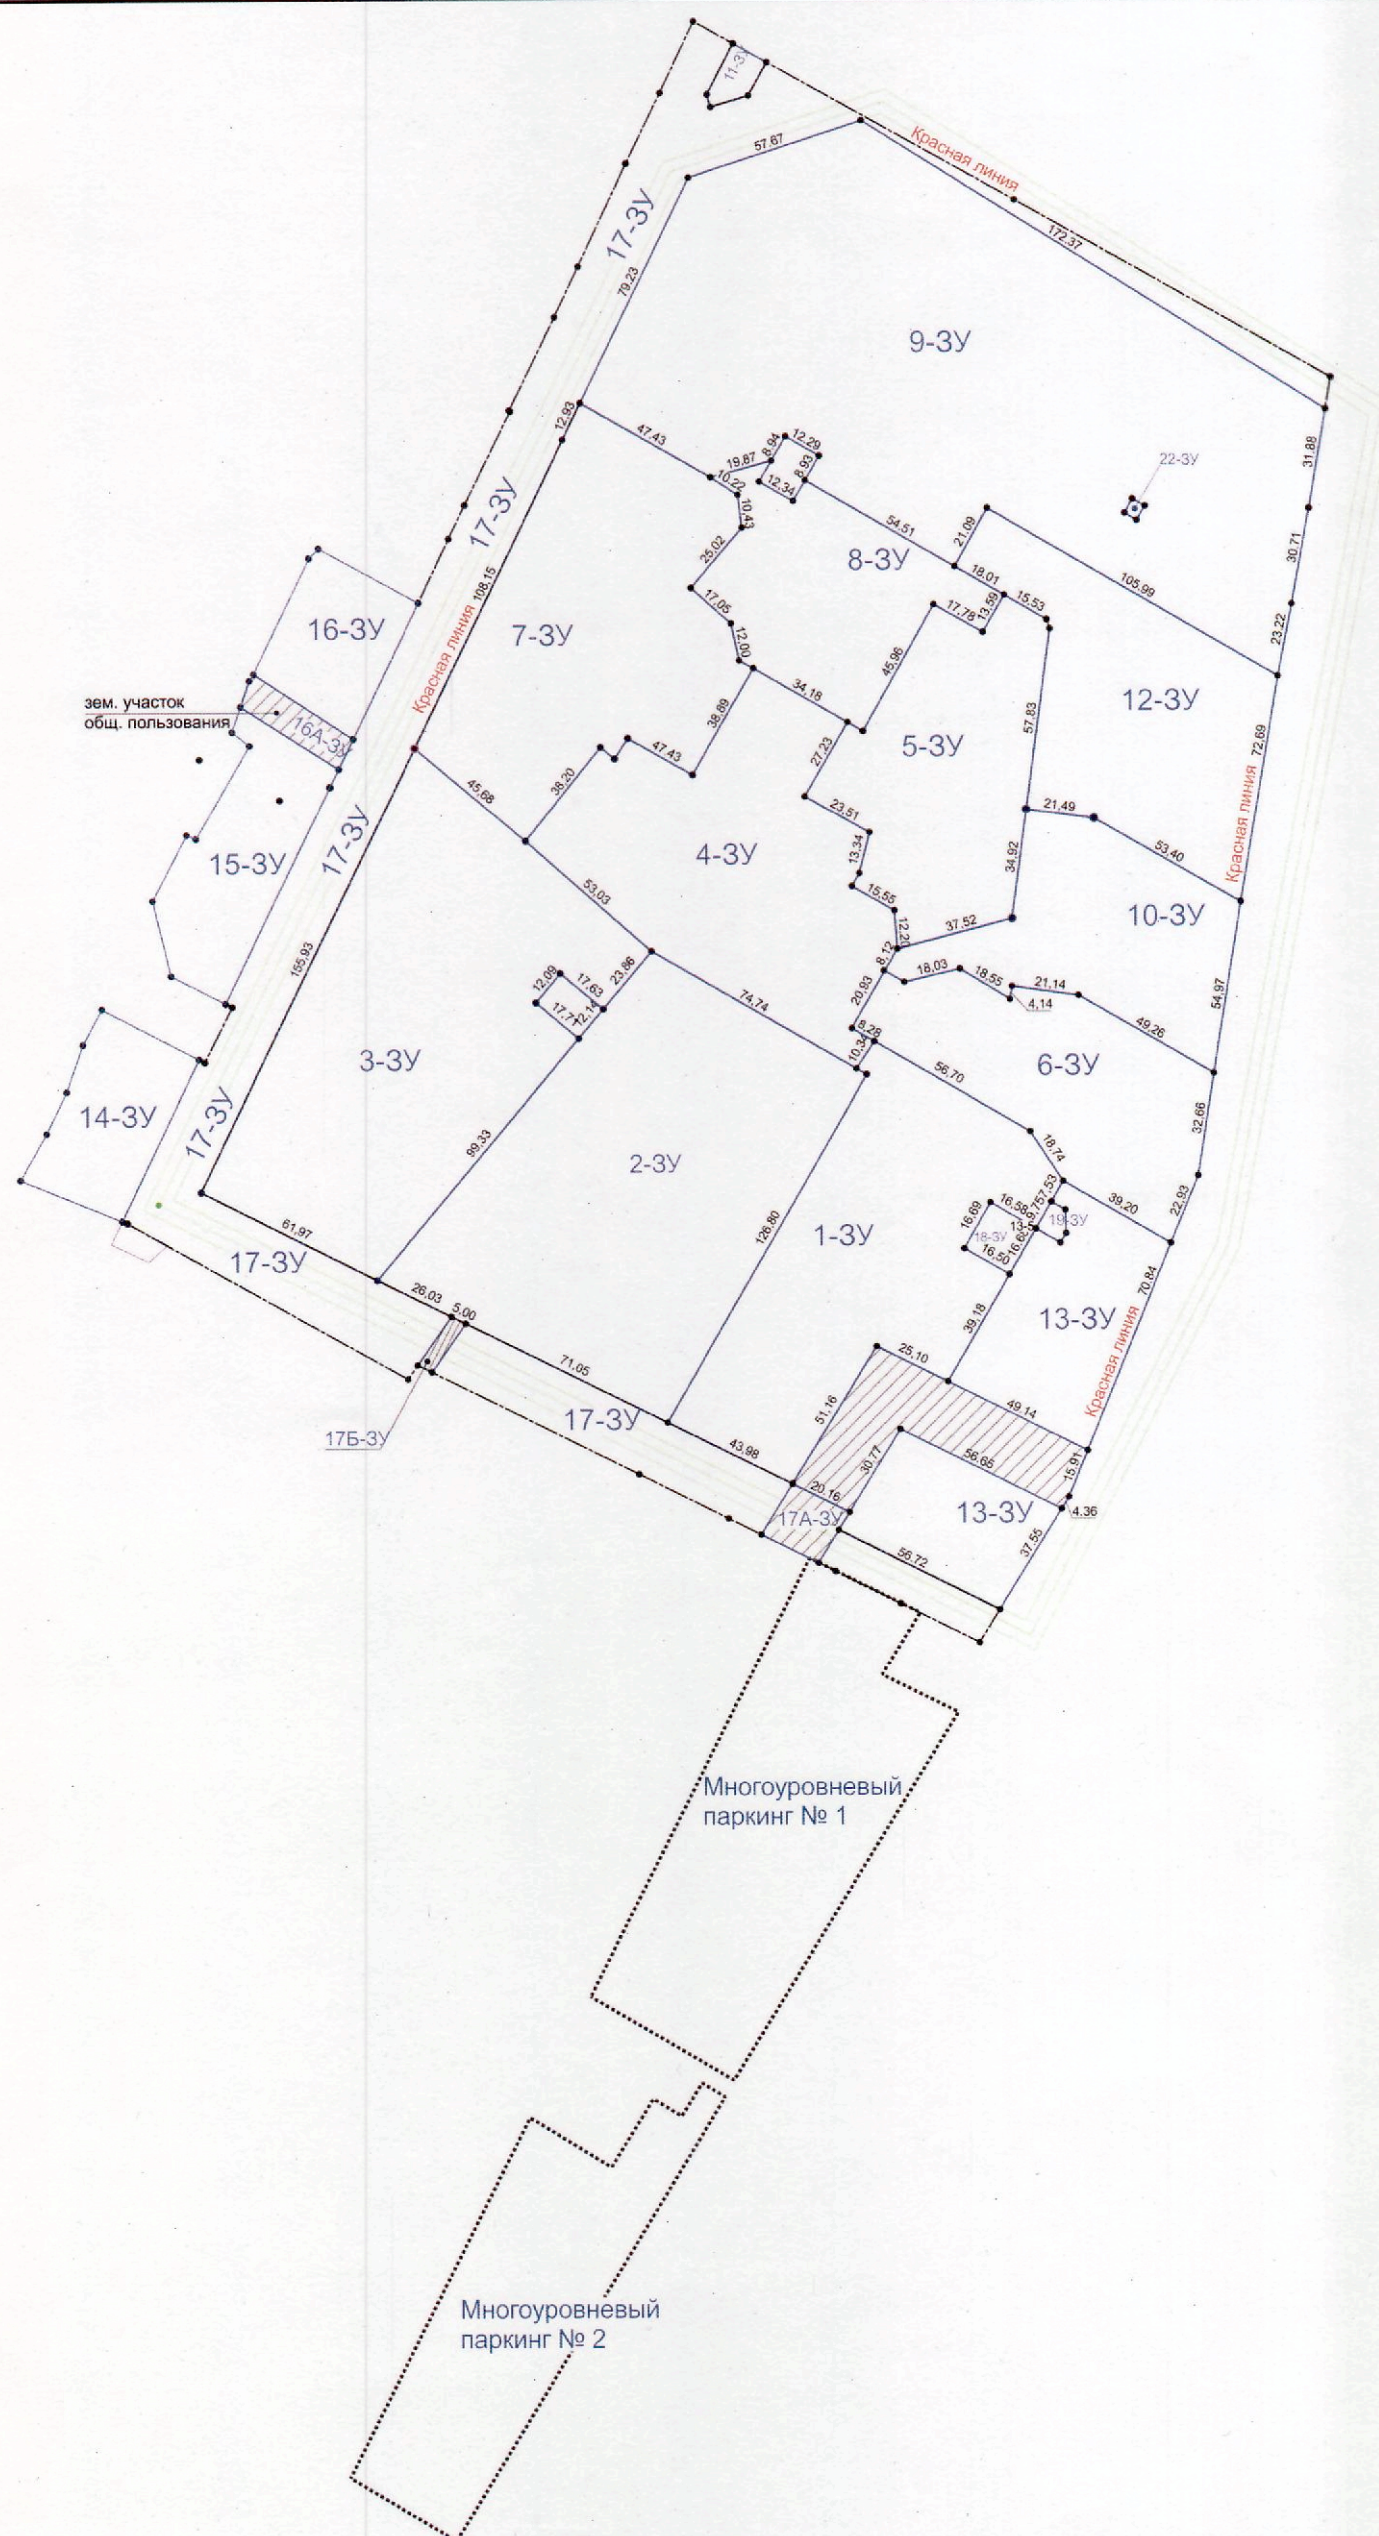 11-ЗУ
57,67
Красная линия
17-ЗУ
172,37
79,23
9-ЗУ
12,93
47,43
19,87
8,94
12,29
8,93
10,22
12,34
10,43
31,88
22-ЗУ
17-ЗУ
25,02
54,51
21,09
30,71
8-ЗУ
18,01
105,99
108,15
17,05
15,53
17,78
13,59
23,22
16-ЗУ
7-ЗУ
12,00
Красная линия
45,96
34,18
38,89
57,83
12-ЗУ
зем. участок
общ. пользования
16А-ЗУ
27,23
5-ЗУ
72,69
47,43
38,20
45,68
23,51
21,49
Красная линия
17-ЗУ
15-ЗУ
4-ЗУ
13,34
34,92
53,40
53,03
15,55
12,20
37,52
10-ЗУ
155,93
23,86
8,12
18,03
18,55
21,14
4,14
12,09
17,63
74,74
20,93
54,97
17,71
12,14
8,28
49,26
10,34
3-ЗУ
56,70
6-ЗУ
14-ЗУ
17-ЗУ
99,33
2-ЗУ
18,74
32,66
126,80
39,20
22,93
7,53
9,75
16,58
16,69
19-ЗУ
18-ЗУ
16,50
1-ЗУ
61,97
17-ЗУ
70,84
26,03
5,00
39,18
13-ЗУ
Красная линия
71,05
25,10
49,14
17-ЗУ
51,16
17Б-ЗУ
43,98
30,77
56,65
15,91
20,16
17А-ЗУ
13-ЗУ
4.36
37,55
56,72
Многоуровневый
паркинг № 1
Многоуровневый
паркинг № 2